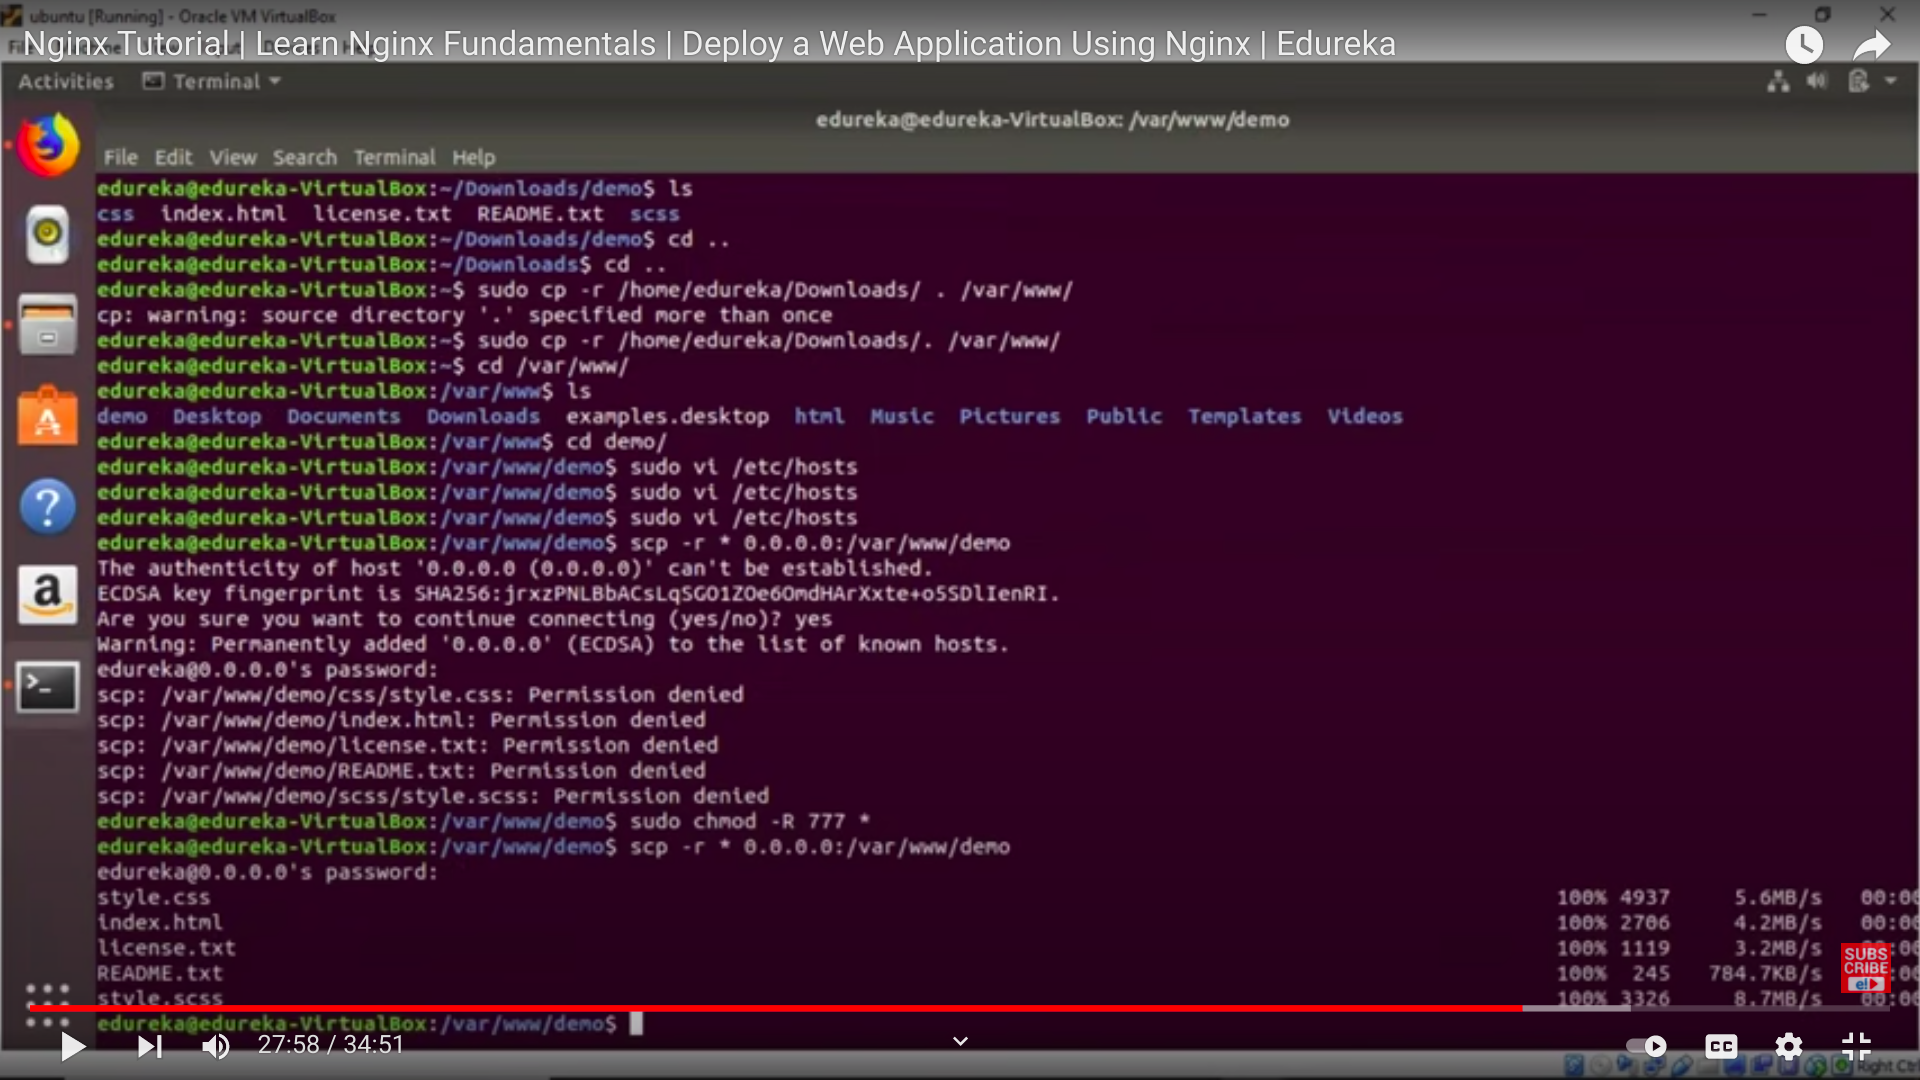 ubuntu [Running] - Oracle VM VirtualBox
Nginx Tutorial | Learn Nginx Fundamentals | Deploy a Web Application Using Nginx | Edureka
Activities Terminal
edureka@edureka-VirtualBox: /var/www/demo
File Edit View Search Terminal Help
edureka@edureka-VirtualBox:~/Downloads/demo$ ls
css index.html license.txt README.txt scss
edureka@edureka-VirtualBox:~/Downloads/demo$ cd ..
edureka@edureka-VirtualBox:~/Downloads$ cd ..
edureka@edureka-VirtualBox:~$ sudo cp -r /home/edureka/Downloads/ . /var/www/
cp: warning: source directory '.' specified more than once
edureka@edureka-VirtualBox:~$ sudo cp -r /home/edureka/Downloads/. /var/www/
edureka@edureka-VirtualBox:~$ cd /var/www/
edureka@edureka-VirtualBox:/var/www$ ls
demo Desktop Documents Downloads examples.desktop html Music Pictures Public Templates Videos
edureka@edureka-VirtualBox:/var/www$ cd demo/
edureka@edureka-VirtualBox:/var/www/demo$ sudo vi /etc/hosts
edureka@edureka-VirtualBox:/var/www/demo$ sudo vi /etc/hosts
edureka@edureka-VirtualBox:/var/www/demo$ sudo vi /etc/hosts
edureka@edureka-VirtualBox:/var/www/demo$ scp -r * 0.0.0.0:/var/www/demo
The authenticity of host '0.0.0.0 (0.0.0.0)' can't be established.
ECDSA key fingerprint is SHA256:jrxzPNLBbACsLqSGO1ZOe6OmdHArXxte+o5SDlIenRI.
Are you sure you want to continue connecting (yes/no)? yes
Warning: Permanently added '0.0.0.0' (ECDSA) to the list of known hosts.
edureka@0.0.0.0's password:
scp: /var/www/demo/css/style.css: Permission denied
scp: /var/www/demo/index.html: Permission denied
scp: /var/www/demo/license.txt: Permission denied
scp: /var/www/demo/README.txt: Permission denied
scp: /var/www/demo/scss/style.scss: Permission denied
edureka@edureka-VirtualBox:/var/www/demo$ sudo chmod -R 777 *
edureka@edureka-VirtualBox:/var/www/demo$ scp -r * 0.0.0.0:/var/www/demo
edureka@0.0.0.0's password:
style.css 100% 4937 5.6MB/s 00:00
index.html 100% 2706 4.2MB/s 00:00
license.txt 100% 1119 3.2MB/s :00
README.txt 100% 245 784.7KB/s :00
style.scss 100% 3326 8.7MB/s 00:00
SUBSCRIBE
e!
edureka@edureka-VirtualBox:/var/www/demo$
27:58 / 34:51
CC
Right Ctrl